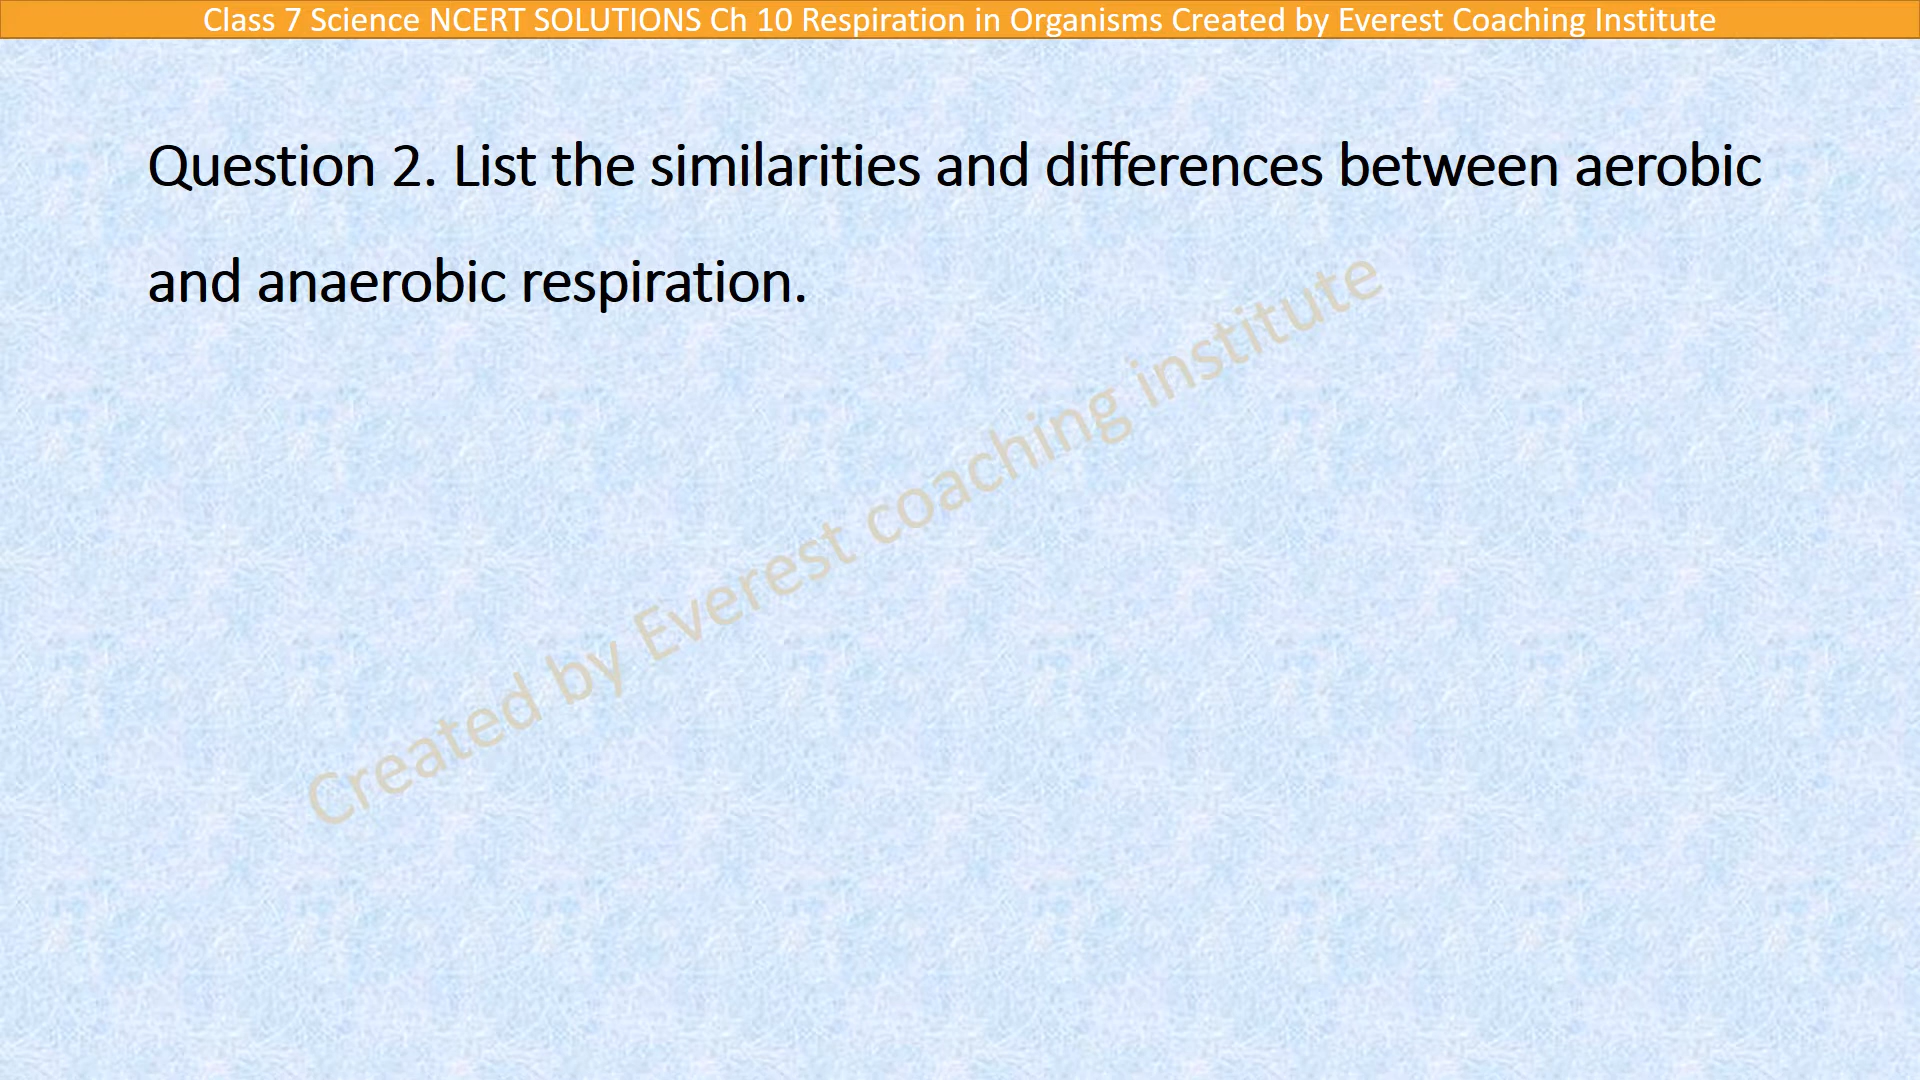 Class 7 Science NCERT SOLUTIONS Ch 10 Respiration in Organisms Created by Everest Coaching Institute
Question 2. List the similarities and differences between aerobic
and anaerobic respiration.
Created by Everest coaching institute